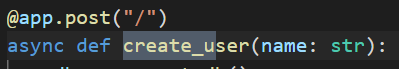 @app.post("/")
async def create_user(name: str):